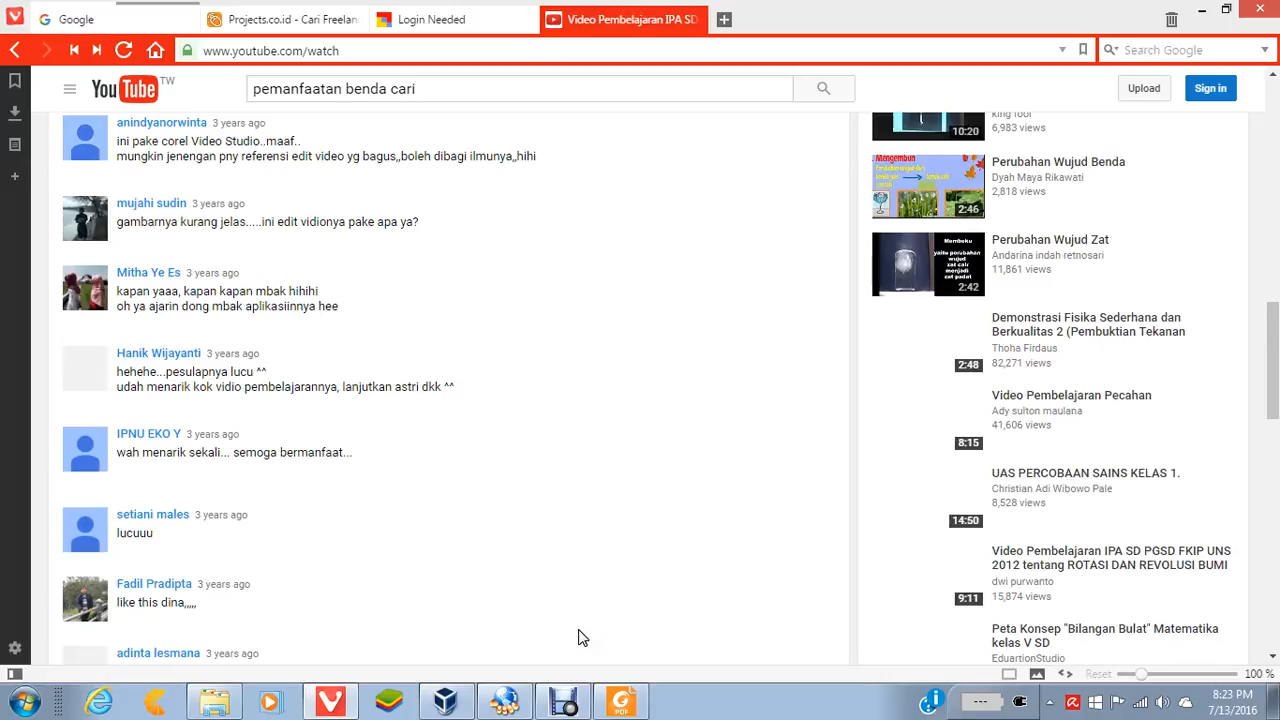 Google
Projects.co.id - Cari Freelan
Login Needed
Video Pembelajaran IPA SD
www.youtube.com/watch
Search Google
YouTube TW
pemanfaatan benda cari
Upload
Sign in
anindyanorwinta 3 years ago
ini pake corel Video Studio..maaf..
mungkin jenengan pny referensi edit video yg bagus,,boleh dibagi ilmunya,,hihi
mujahi sudin 3 years ago
gambarnya kurang jelas.....ini edit vidionya pake apa ya?
Mitha Ye Es 3 years ago
kapan yaaa, kapan kapan mbak hihihi
oh ya ajarin dong mbak aplikasiinnya hee
Hanik Wijayanti 3 years ago
hehehe...pesulapnya lucu ^^
udah menarik kok vidio pembelajarannya, lanjutkan astri dkk ^^
IPNU EKO Y 3 years ago
wah menarik sekali... semoga bermanfaat...
setiani males 3 years ago
lucuuu
Fadil Pradipta 3 years ago
like this dina,,,,,
adinta lesmana 3 years ago
king fool
10:20
6,983 views
Mengembun
2:46
Perubahan Wujud Benda
Dyah Maya Rikawati
2,818 views
Membeku
yaitu perubahan
wujud
zat cair
menjadi
zat padat
2:42
Perubahan Wujud Zat
Andarina indah retnosari
11,861 views
Demonstrasi Fisika Sederhana dan
Berkualitas 2 (Pembuktian Tekanan
Thoha Firdaus
2:48
82,271 views
Video Pembelajaran Pecahan
Ady sulton maulana
41,606 views
8:15
UAS PERCOBAAN SAINS KELAS 1.
Christian Adi Wibowo Pale
8,528 views
14:50
Video Pembelajaran IPA SD PGSD FKIP UNS
2012 tentang ROTASI DAN REVOLUSI BUMI
dwi purwanto
9:11
15,874 views
Peta Konsep "Bilangan Bulat" Matematika
kelas V SD
EduartionStudio
Reset
100 %
PDF
8:23 PM
7/13/2016